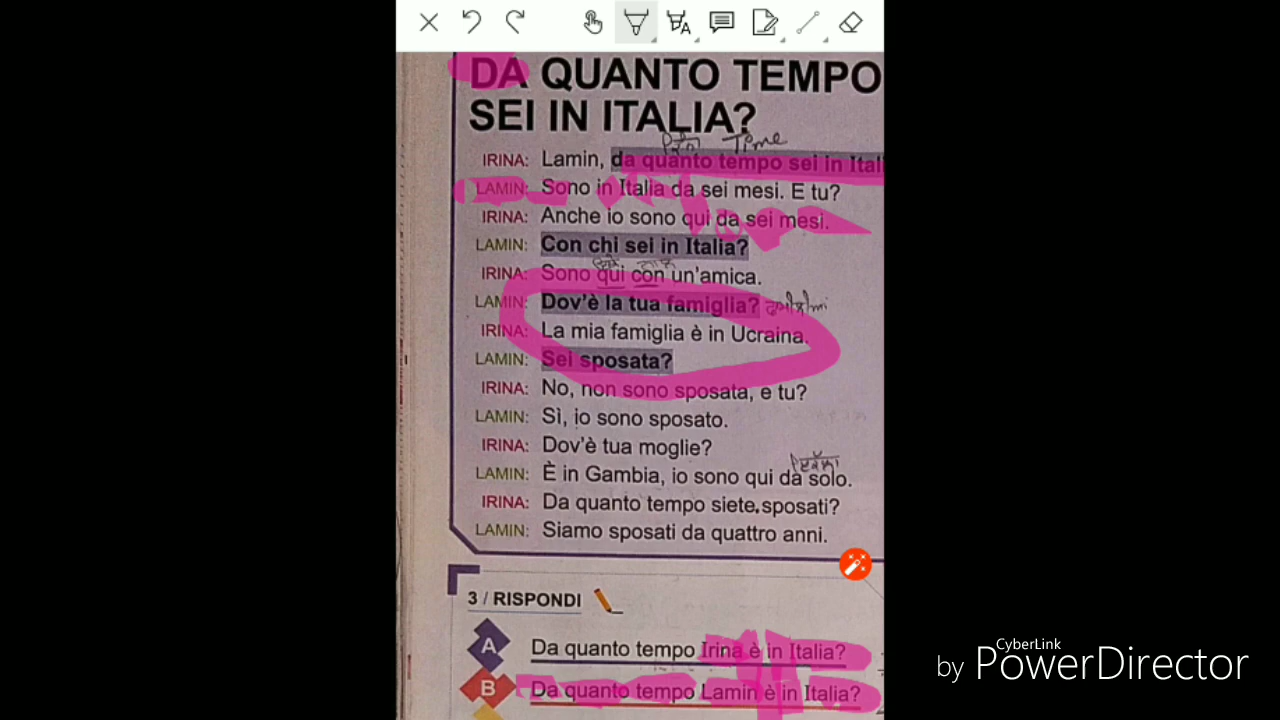 DA QUANTO TEMPO
SEI IN ITALIA?
Time
IRINA: Lamin, da quanto tempo sei in Itali
LAMIN: Sono in Italia da sei mesi. E tu?
IRINA: Anche io sono qui da sei mesi.
LAMIN: Con chi sei in Italia?
IRINA: Sono qui con un'amica.
LAMIN: Dov'è la tua famiglia?
IRINA: La mia famiglia è in Ucraina.
LAMIN: Sei sposata?
IRINA: No, non sono sposata, e tu?
LAMIN: Sì, io sono sposato.
IRINA: Dov'è tua moglie?
LAMIN: È in Gambia, io sono qui da solo.
IRINA: Da quanto tempo siete sposati?
LAMIN: Siamo sposati da quattro anni.
3 / RISPONDI
A Da quanto tempo Irina è in Italia?
B Da quanto tempo Lamin è in Italia?
by CyberLink PowerDirector